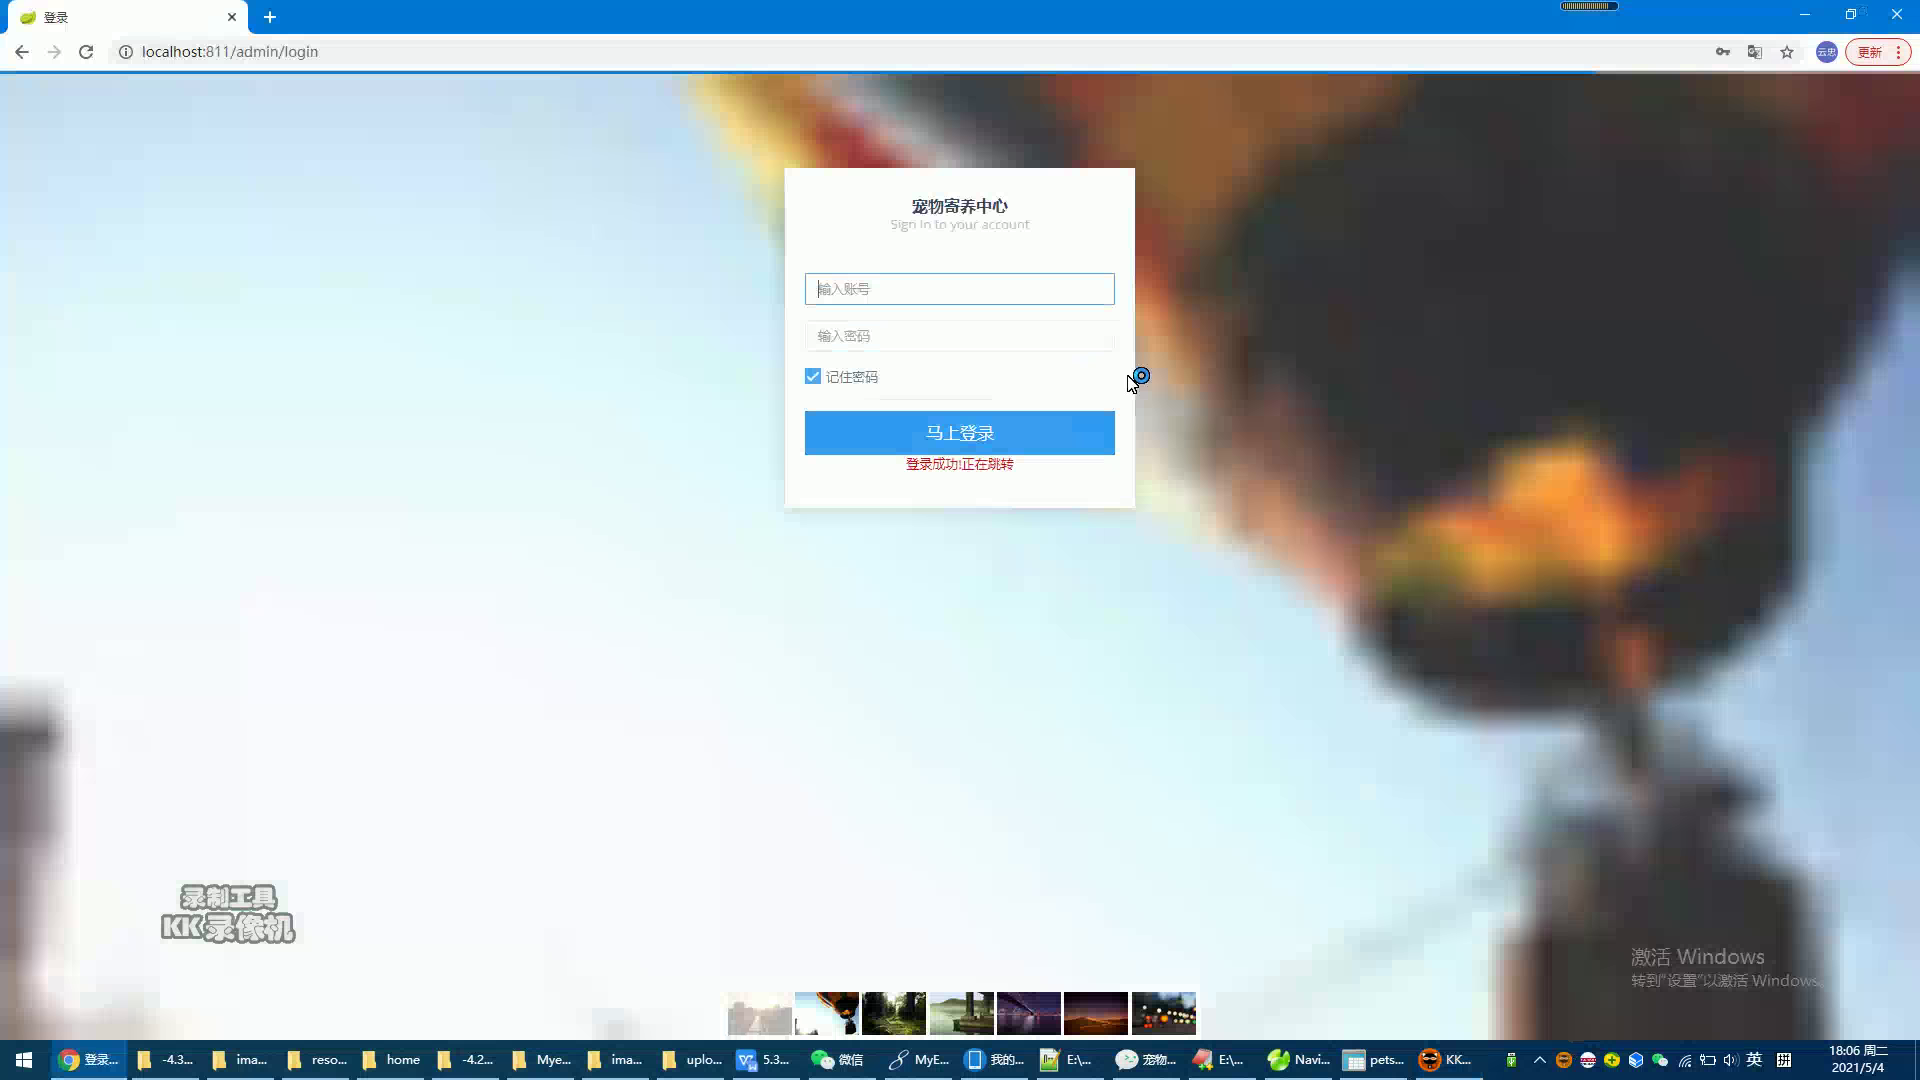 登录
localhost:811/admin/login
云忠
更新
宠物寄养中心
Sign in to your account
输入账号
输入密码
记住密码
马上登录
登录成功!正在跳转
录制工具
KK录像机
激活 Windows
转到"设置"以激活 Windows。
登录...
-4.3...
ima...
reso...
home
-4.2...
Mye...
ima...
uplo...
5.3...
微信
MyE...
我的...
E:\...
宠物...
E:\...
Navi...
pets...
KK...
英
拼
18:06 周二
2021/5/4